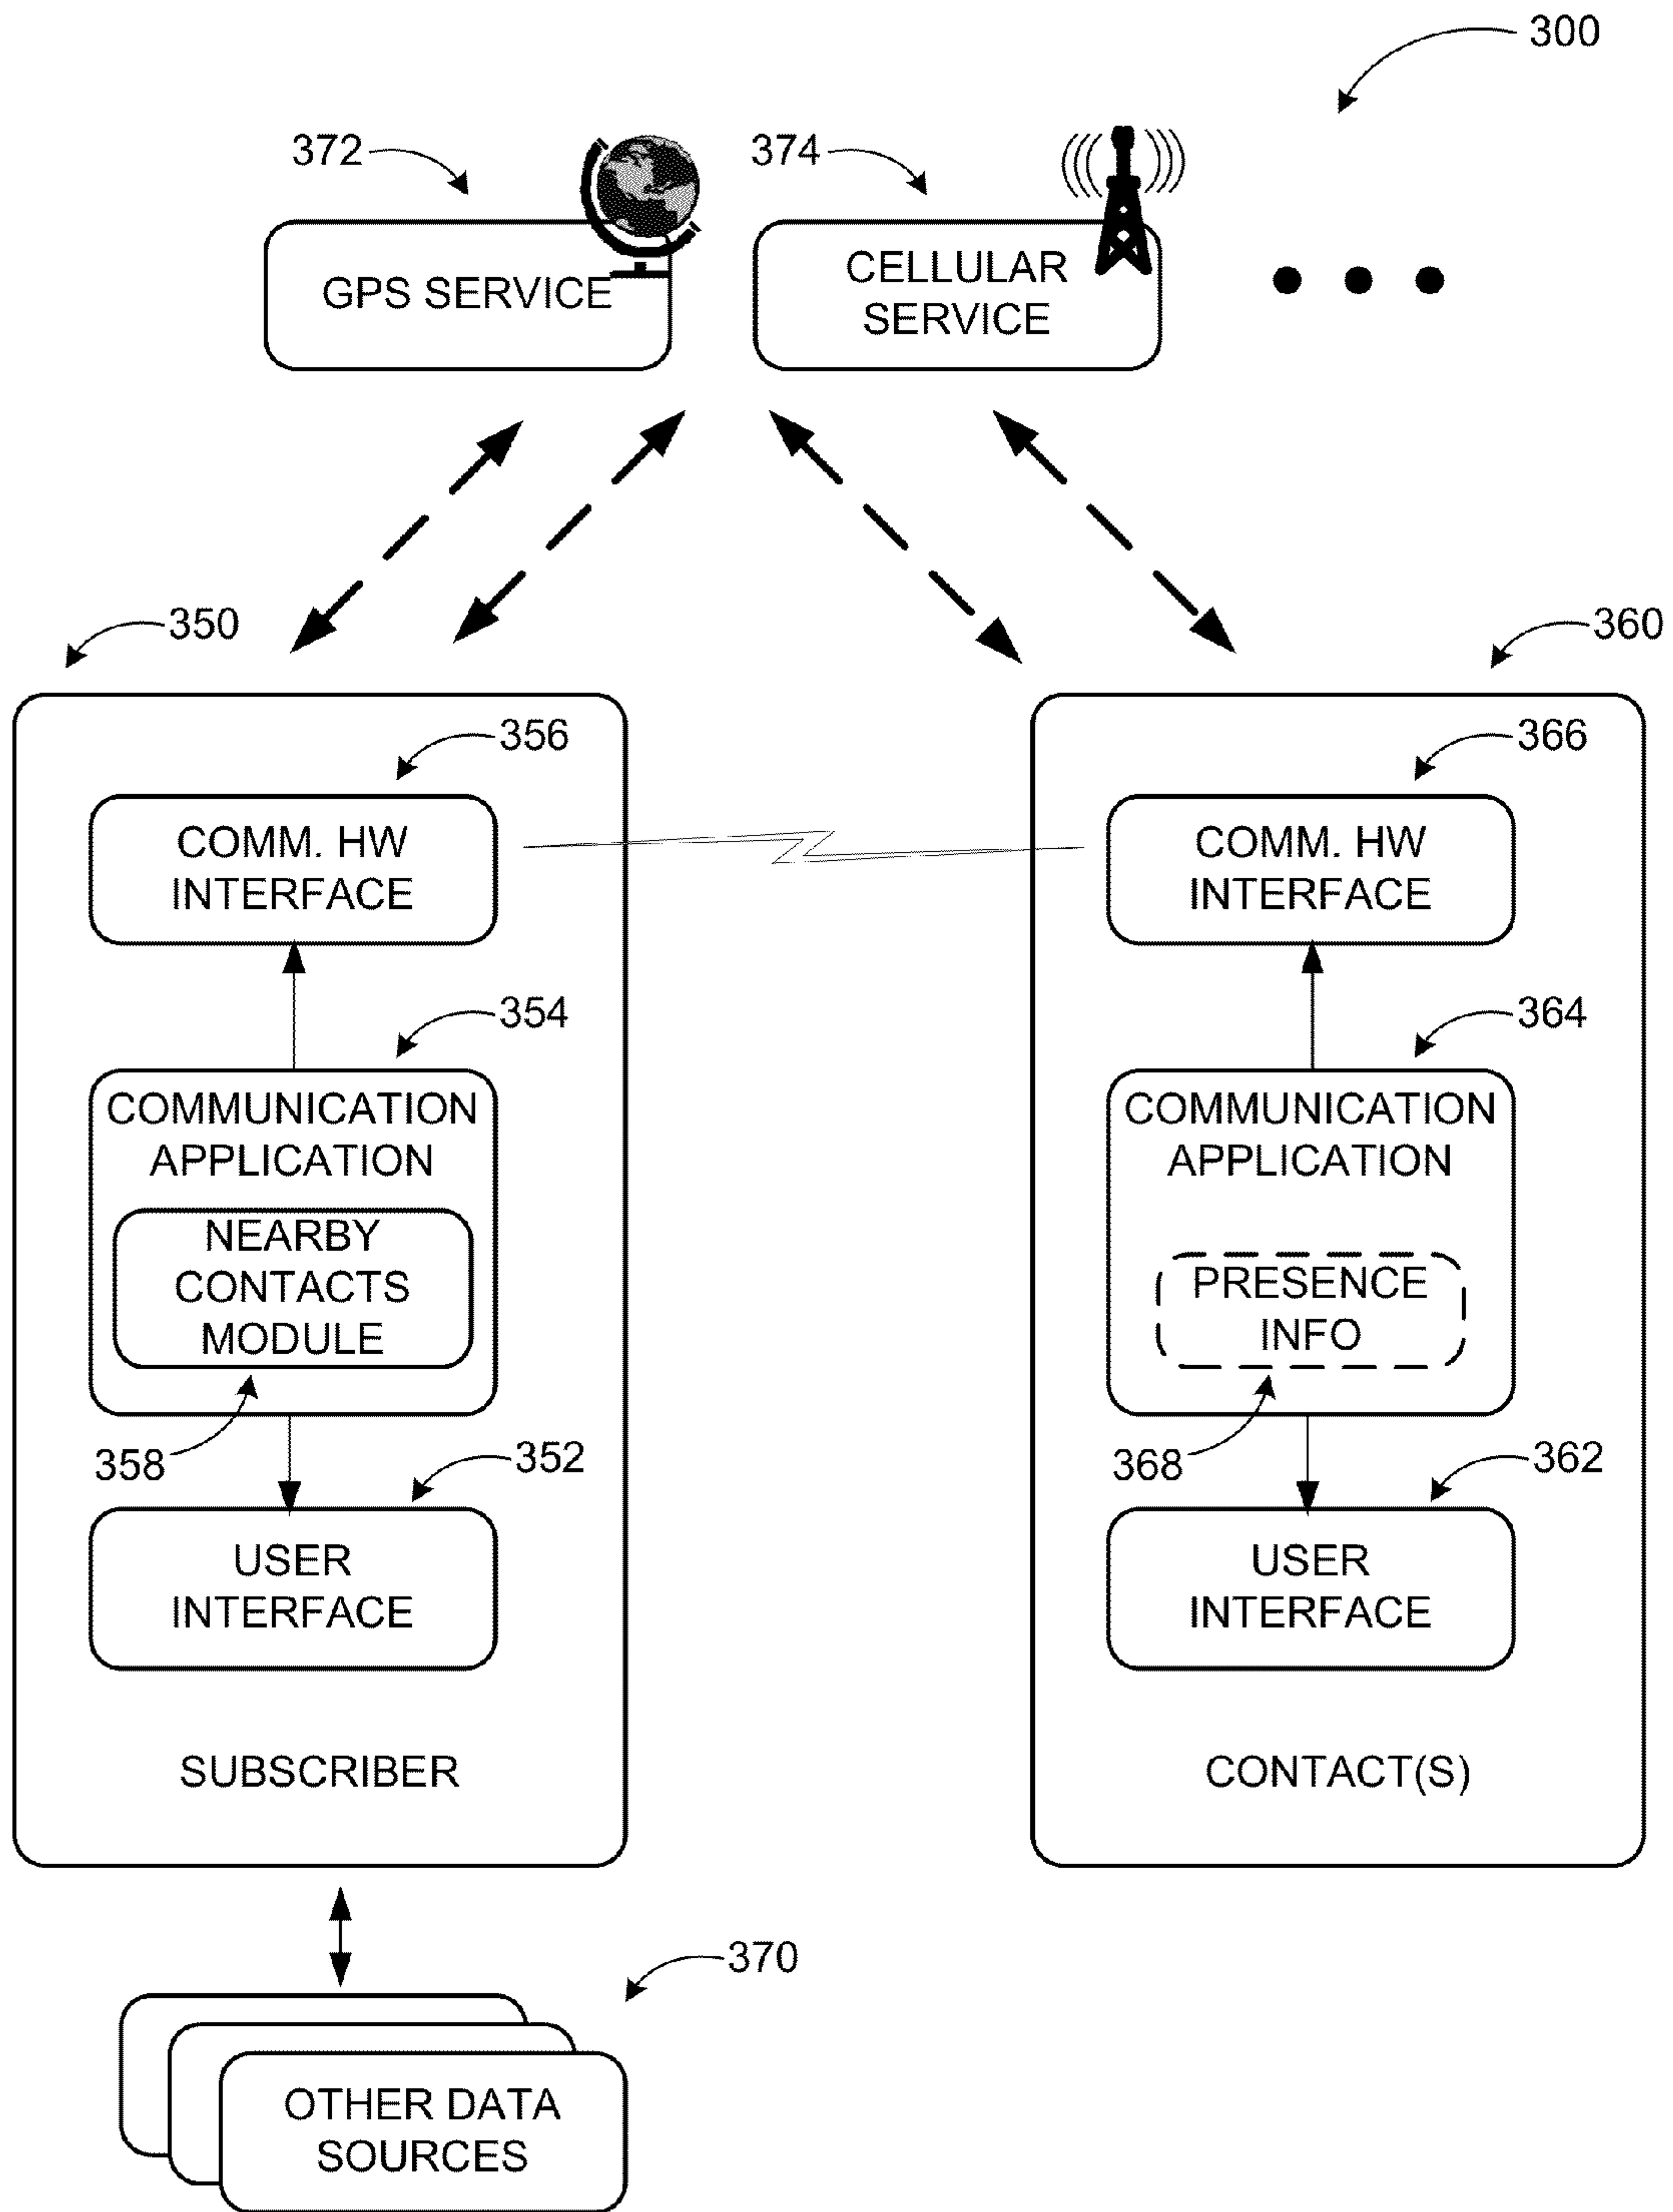 300
372
374
GPS SERVICE
CELLULAR
SERVICE
350
360
356
COMM. HW
INTERFACE
366
COMM. HW
INTERFACE
354
COMMUNICATION
APPLICATION
NEARBY
CONTACTS
MODULE
358
364
COMMUNICATION
APPLICATION
PRESENCE
INFO
368
352
USER
INTERFACE
362
USER
INTERFACE
SUBSCRIBER
CONTACT(S)
370
OTHER DATA
SOURCES